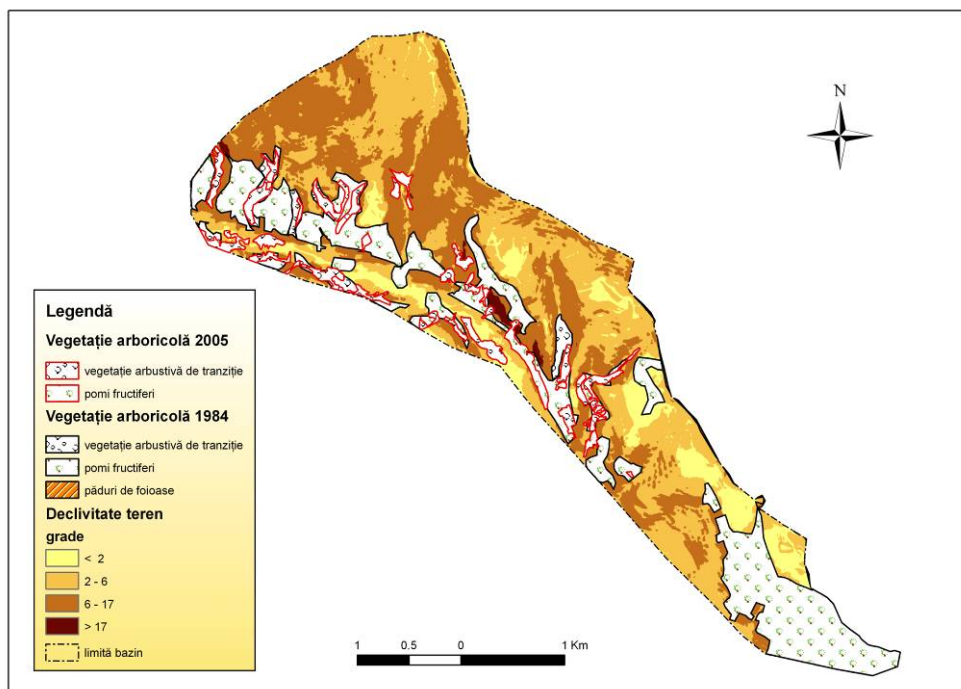 N
Legendă
Vegetație arboricolă 2005
vegetație arbustivă de tranziție
pomi fructiferi
Vegetație arboricolă 1984
vegetație arbustivă de tranziție
pomi fructiferi
păduri de foioase
Declivitate teren
grade
< 2
2 - 6
6 - 17
> 17
limită bazin
1 0.5 0 1 Km